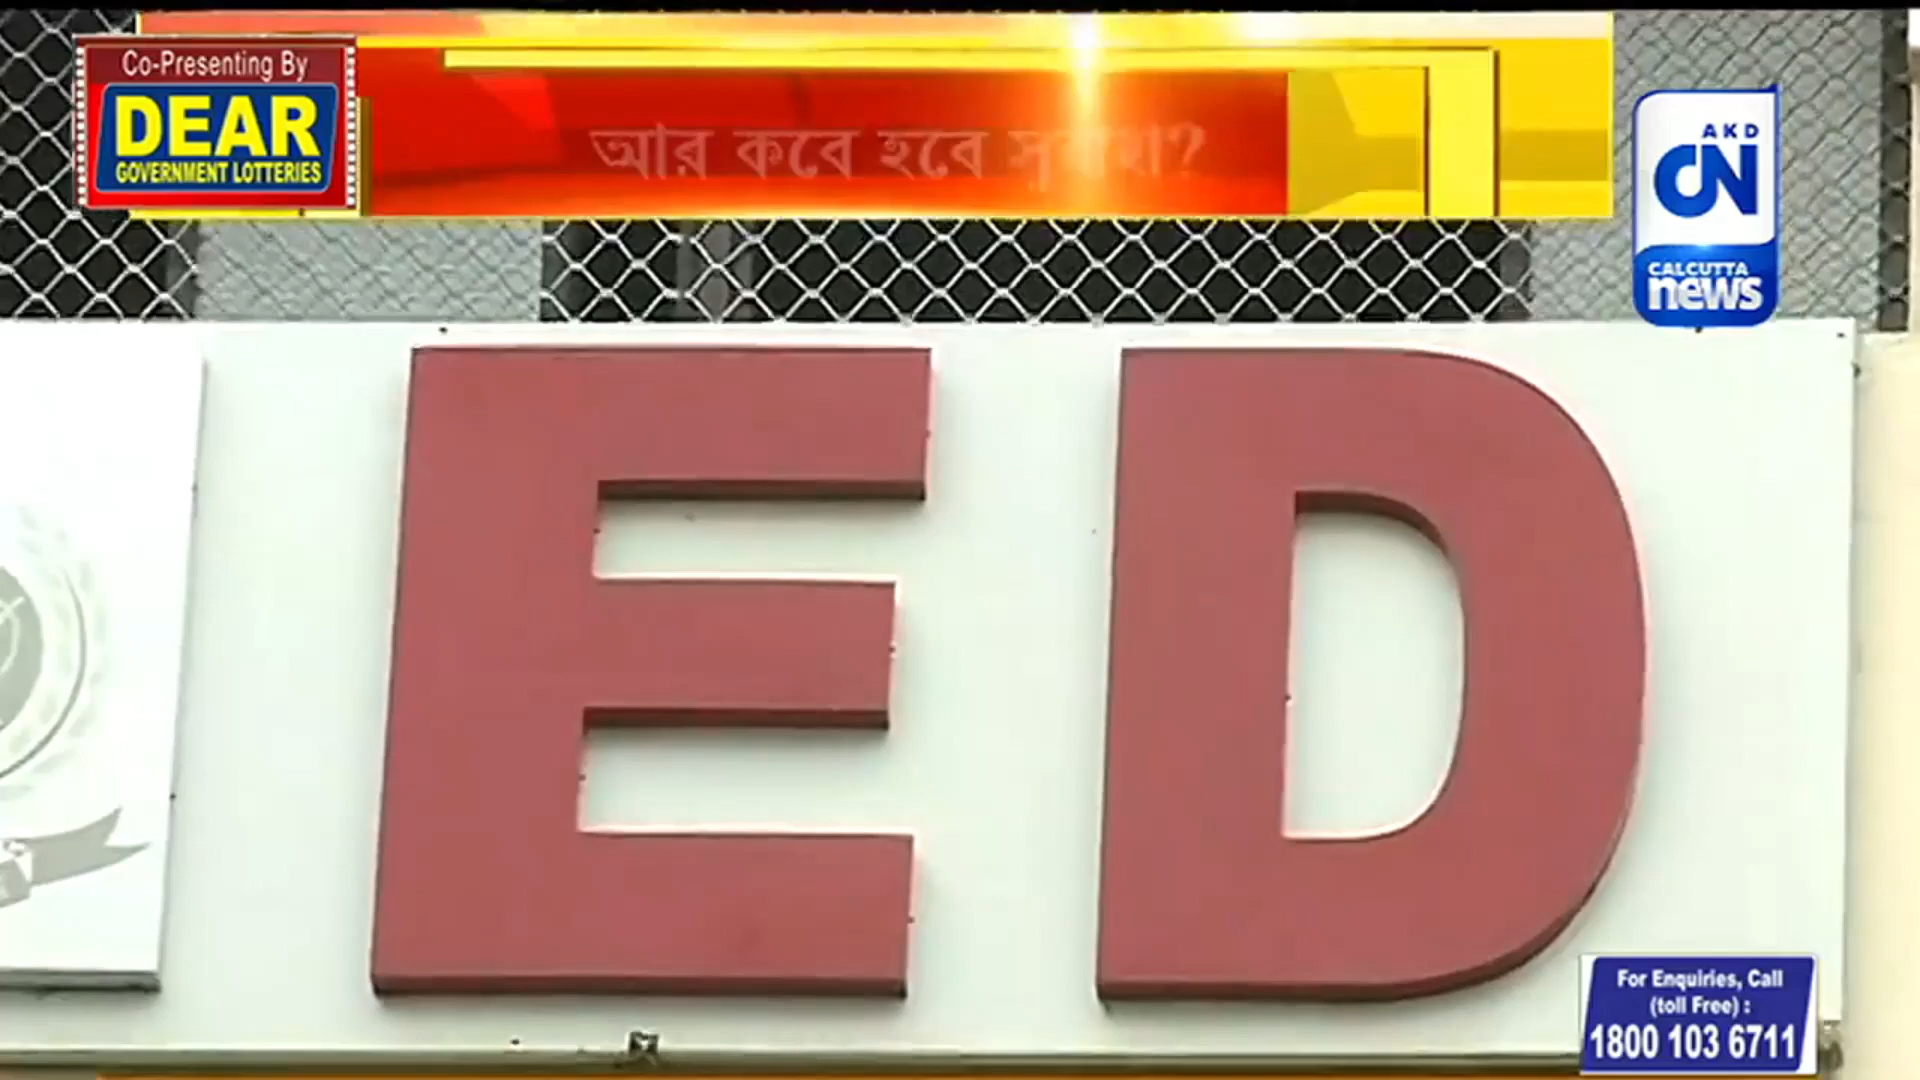 Co-Presenting By
DEAR
GOVERNMENT LOTTERIES
আর কবে হবে
AKD
CN
CALCUTTA
news
ED
For Enquiries, Call
(toll Free) :
1800 103 6711